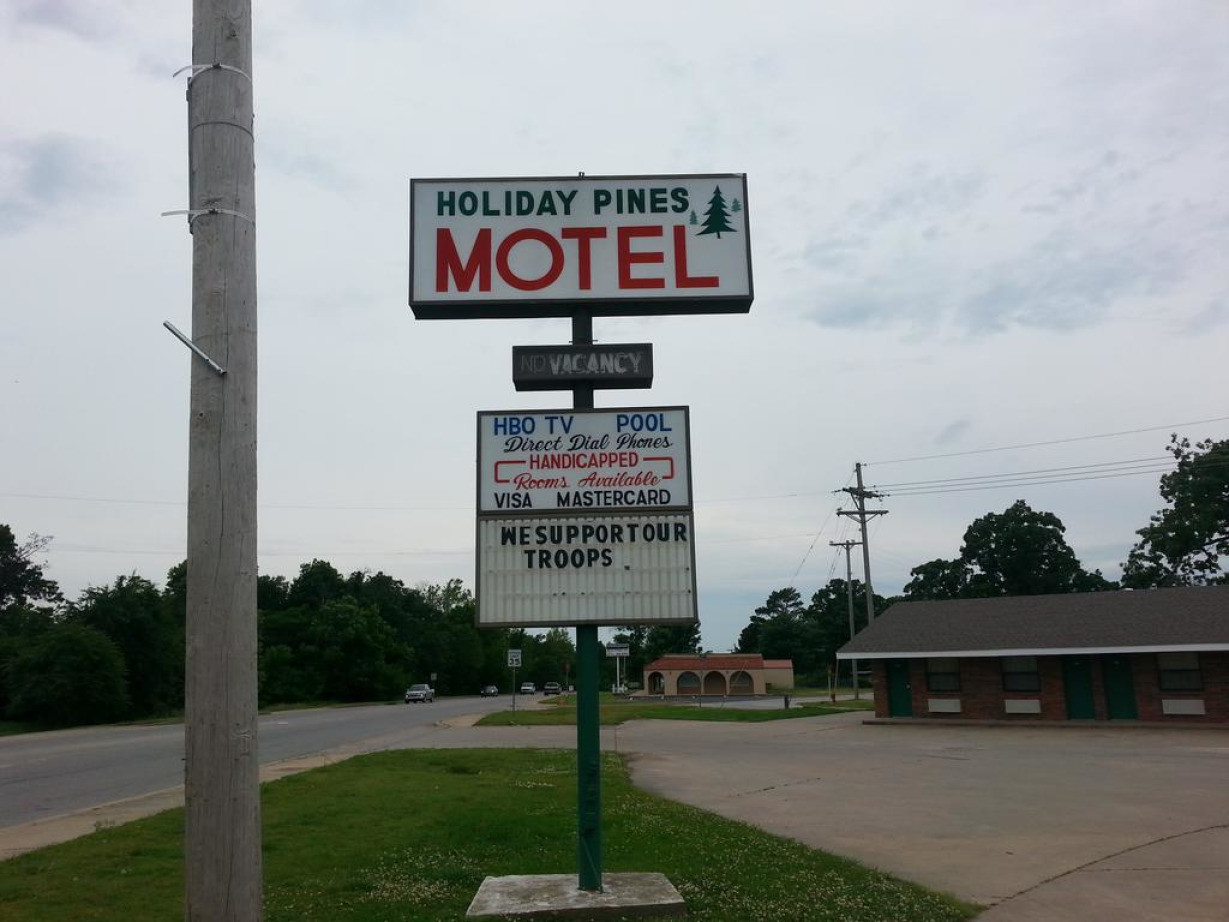 HOLIDAY PINES
MOTEL
NO VACANCY
HBO TV POOL
Direct Dial Phones
HANDICAPPED
Rooms Available
VISA MASTERCARD
WE SUPPORT OUR
TROOPS
35